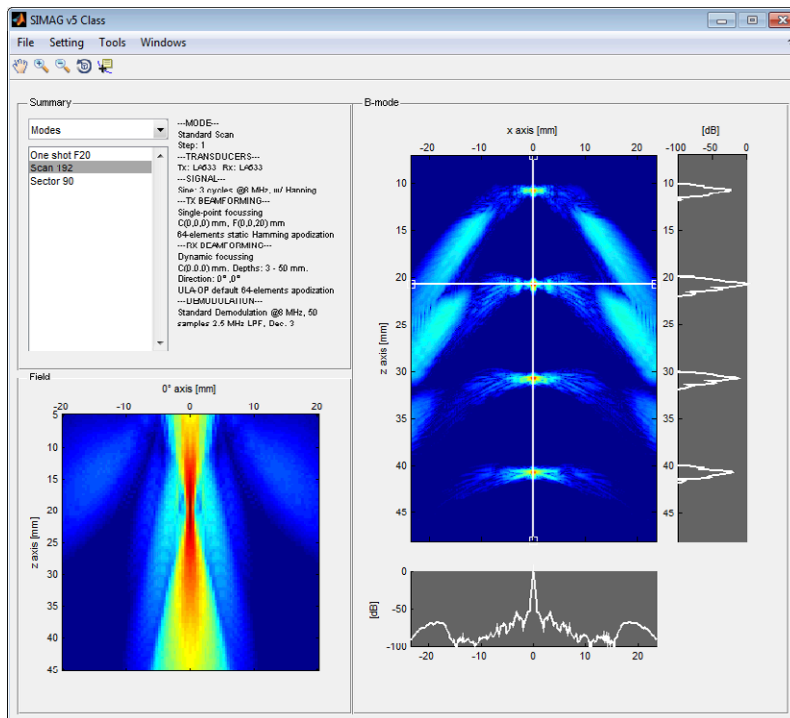 SIMAG v5 Class
File Setting Tools Windows
Summary
Modes
One shot F20
Scan 192
Sector 90
---MODE---
Standard Scan
Step: 1
---TRANSDUCERS---
Tx: LA533 Rx: LA533
---SIGNAL---
Sine: 3 cycles @8 MHz, w/ Hanning
---TX BEAMFORMING---
Single-point focussing
C(0,0,0) mm, F(0,0,20) mm
64-elements static Hamming apodization
---RX BEAMFORMING---
Dynamic focussing
C(0,0,0) mm. Depths: 3 - 50 mm.
Direction: 0° ,0°
ULA-OP default 64-elements apodization
---DEMODULATION---
Standard Demodulation @8 MHz, 50
samples 2.5 MHz LPF, Dec. 3
Field
0° axis [mm]
-20 -10 0 10 20
5
10
15
20
25
30
35
40
45
z axis [mm]
B-mode
x axis [mm]
-20 -10 0 10 20
10
15
20
25
30
35
40
45
z axis [mm]
[dB]
-100 -50 0
10
20
30
40
45
0
-50
-100
[dB]
-20 -10 0 10 20